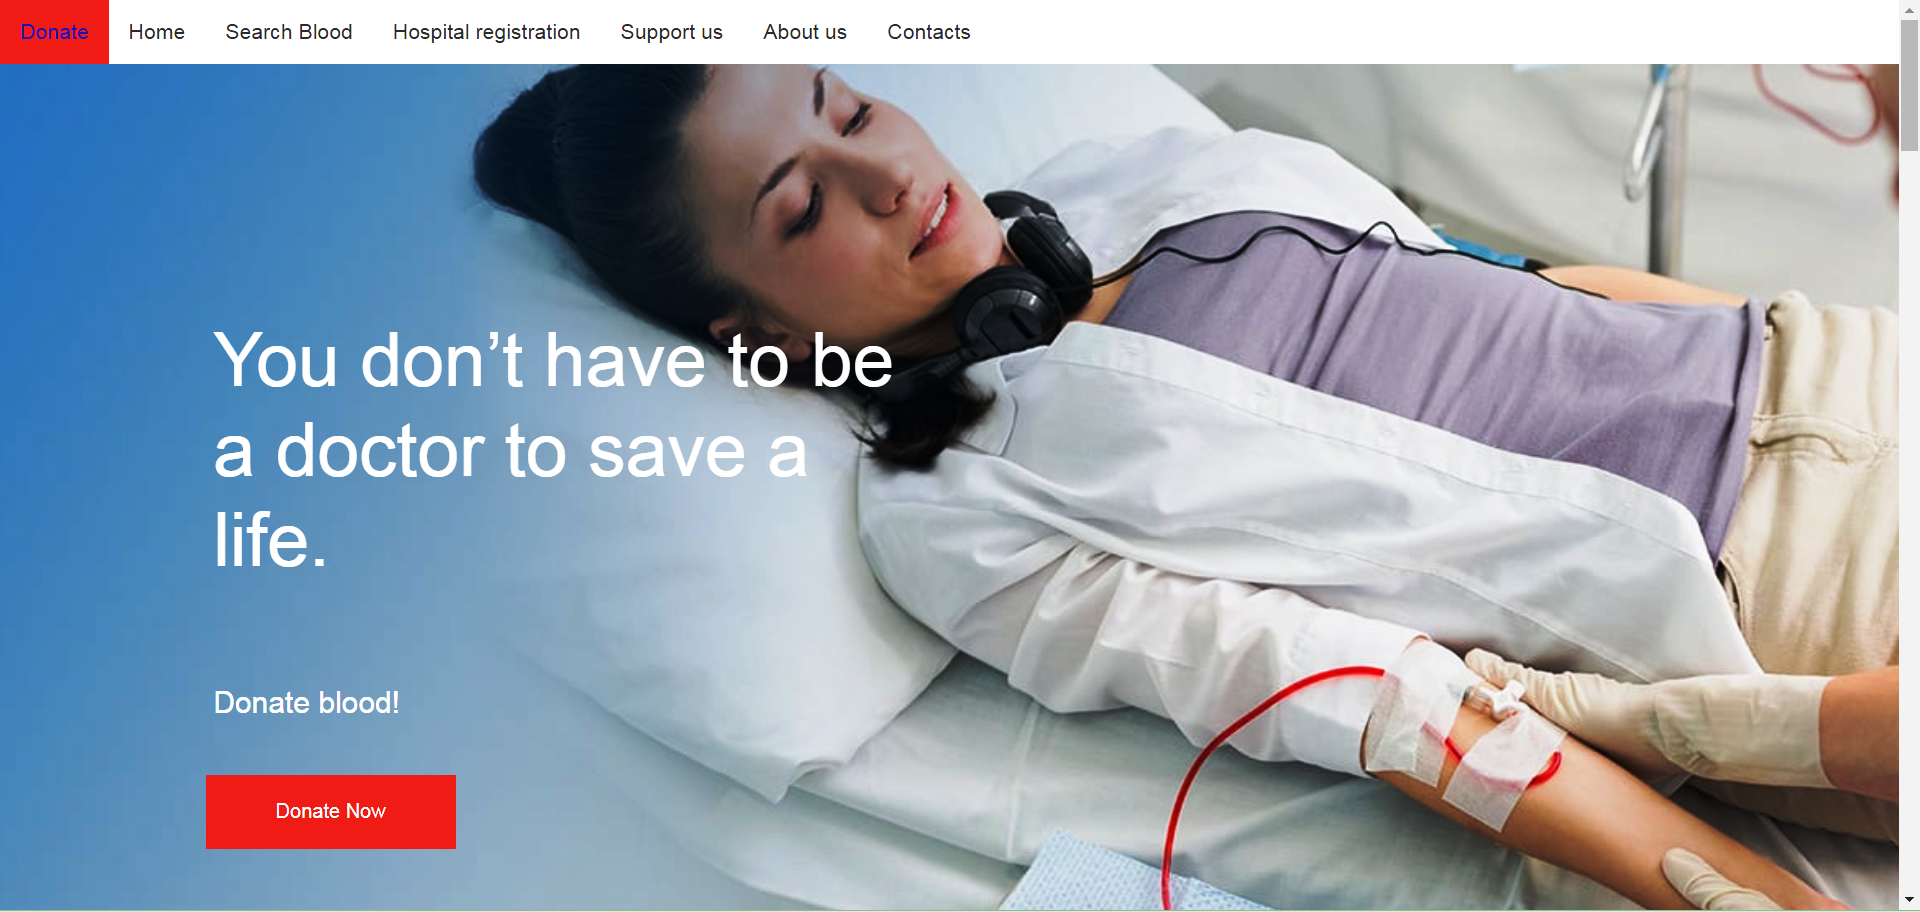 Donate Home Search Blood Hospital registration Support us About us Contacts
You don’t have to be
a doctor to save a
life.
Donate blood!
Donate Now